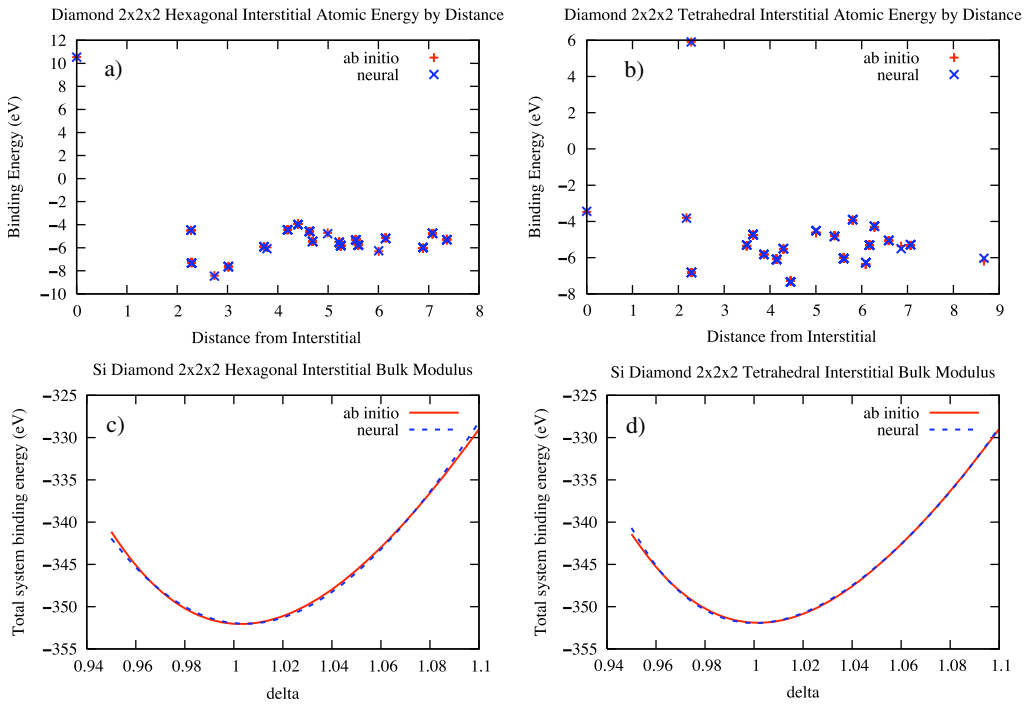 Diamond 2x2x2 Hexagonal Interstitial Atomic Energy by Distance
12
10
8
6
4
2
0
−2
−4
−6
−8
−10
Binding Energy (eV)
a)
ab initio
neural
0 1 2 3 4 5 6 7 8
Distance from Interstitial
Diamond 2x2x2 Tetrahedral Interstitial Atomic Energy by Distance
6
4
2
0
−2
−4
−6
−8
Binding Energy (eV)
b)
ab initio
neural
0 1 2 3 4 5 6 7 8 9
Distance from Interstitial
Si Diamond 2x2x2 Hexagonal Interstitial Bulk Modulus
−325
−330
−335
−340
−345
−350
−355
Total system binding energy (eV)
c)
ab initio
neural
0.94 0.96 0.98 1 1.02 1.04 1.06 1.08 1.1
delta
Si Diamond 2x2x2 Tetrahedral Interstitial Bulk Modulus
−325
−330
−335
−340
−345
−350
−355
Total system binding energy (eV)
d)
ab initio
neural
0.94 0.96 0.98 1 1.02 1.04 1.06 1.08 1.1
delta